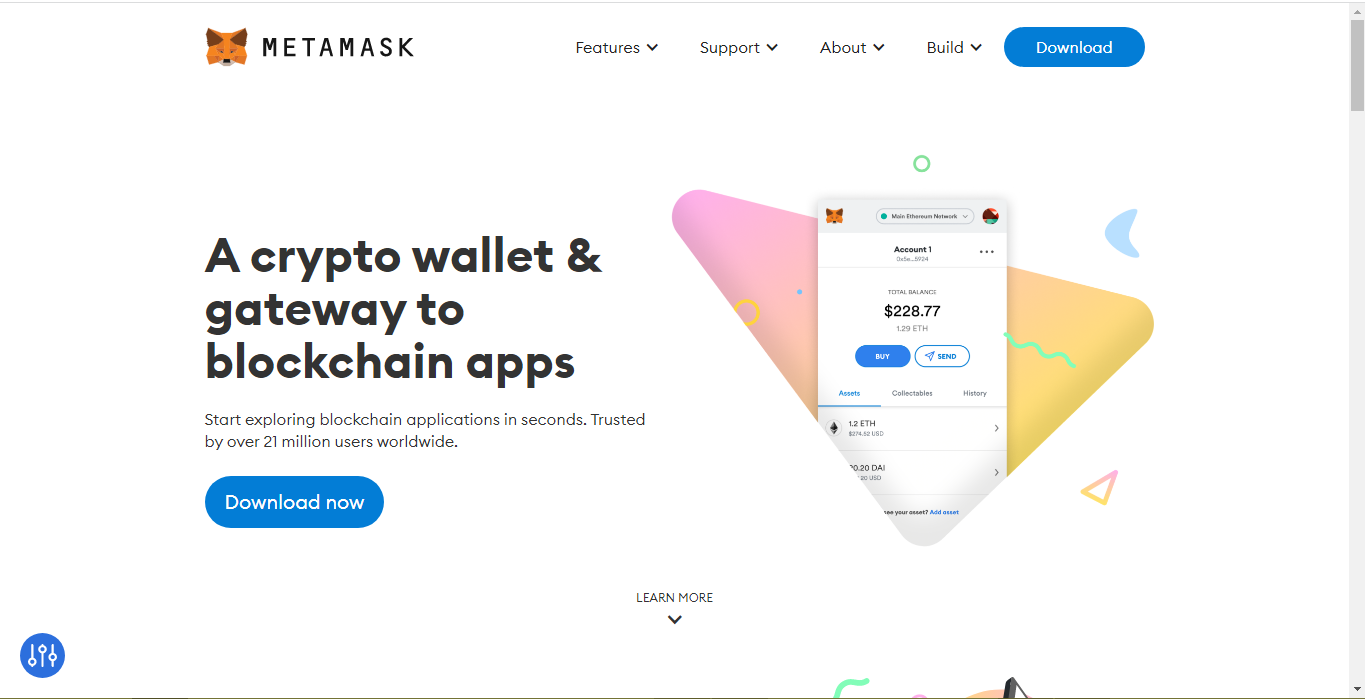 METAMASK
Features
Support
About
Build
Download
A crypto wallet &
gateway to
blockchain apps
Start exploring blockchain applications in seconds. Trusted
by over 21 million users worldwide.
Download now
Main Ethereum Network
Account 1
0x5e...5924
TOTAL BALANCE
$228.77
1.29 ETH
BUY
SEND
Assets
Collectables
History
1.2 ETH
$274.52 USD
0.20 DAI
20 USD
ee your asset? Add asset
LEARN MORE